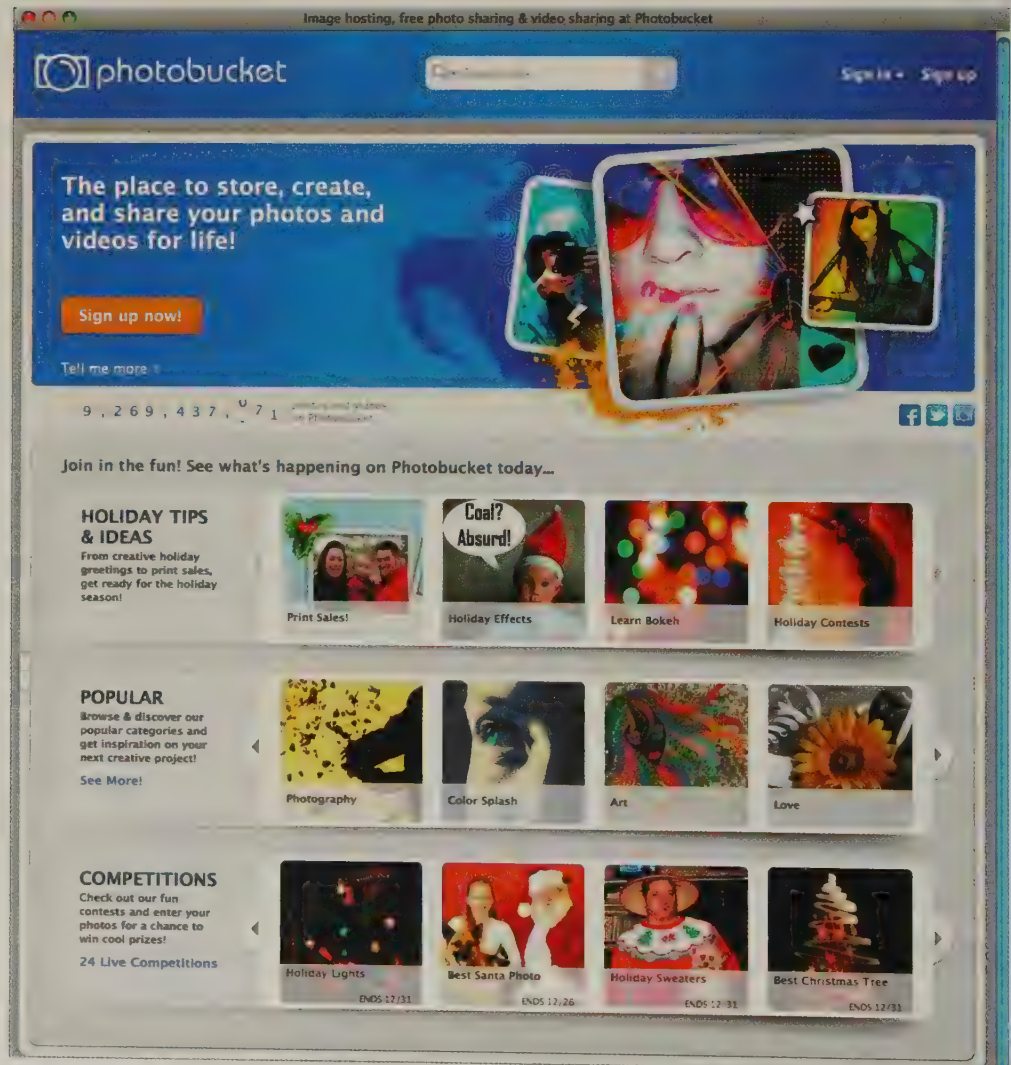 Image hosting, free photo sharing & video sharing at Photobucket
photobucket
Sign in
Sign up
The place to store, create,
and share your photos and
videos for life!
Sign up now!
Tell me more
9,269,437, 71
on Photobucket
Join in the fun! See what's happening on Photobucket today...
HOLIDAY TIPS
& IDEAS
From creative holiday
greetings to print sales,
get ready for the holiday
season!
Coal?
Absurd!
Print Sales!
Holiday Effects
Learn Bokeh
Holiday Contests
POPULAR
Browse & discover our
popular categories and
get inspiration on your
next creative project!
See More!
Photography
Color Splash
Art
Love
COMPETITIONS
Check out our fun
contests and enter your
photos for a chance to
win cool prizes!
24 Live Competitions
Holiday Lights
ENDS 12/31
Best Santa Photo
ENDS 12/26
Holiday Sweaters
ENDS 12/31
Best Christmas Tree
ENDS 12/31